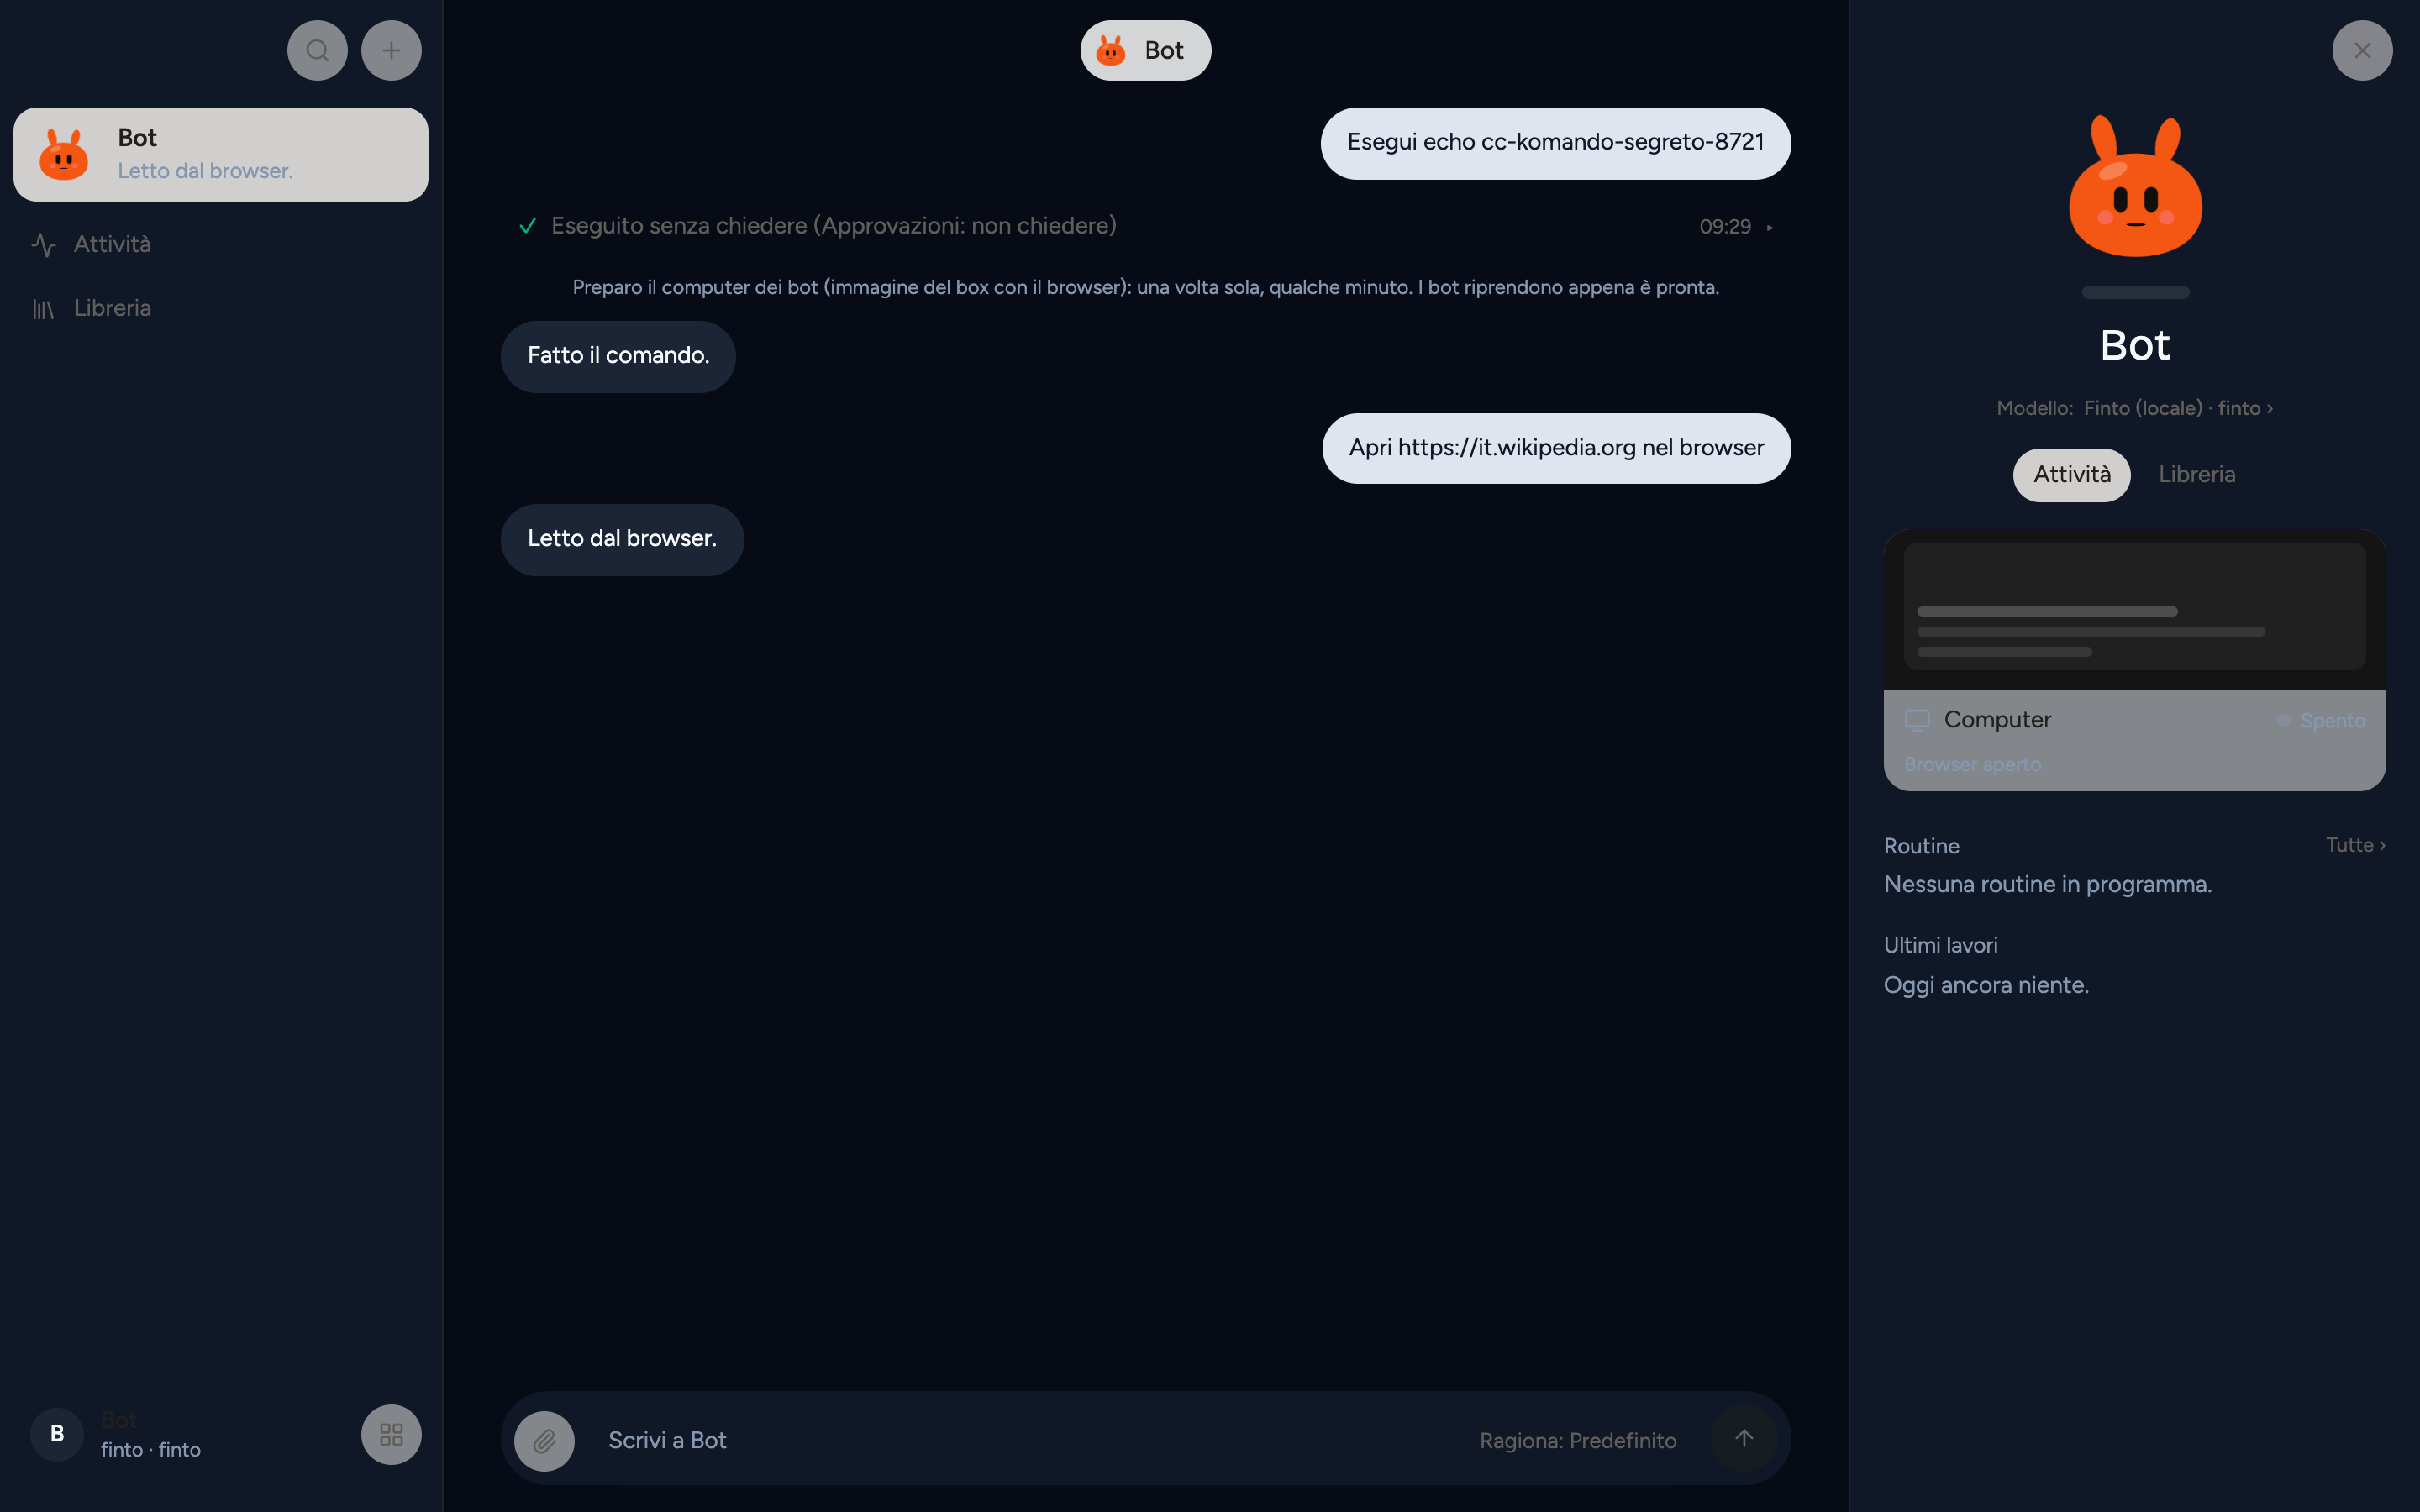 Bot
Letto dal browser.
Attività
Libreria
B
Bot
finto · finto
Bot
Esegui echo cc-komando-segreto-8721
Eseguito senza chiedere (Approvazioni: non chiedere)
09:29
Preparo il computer dei bot (immagine del box con il browser): una volta sola, qualche minuto. I bot riprendono appena è pronta.
Fatto il comando.
Apri https://it.wikipedia.org nel browser
Letto dal browser.
Scrivi a Bot
Ragiona: Predefinito
Bot
Modello: Finto (locale) · finto ›
Attività
Libreria
Computer
Spento
Browser aperto
Routine
Tutte ›
Nessuna routine in programma.
Ultimi lavori
Oggi ancora niente.